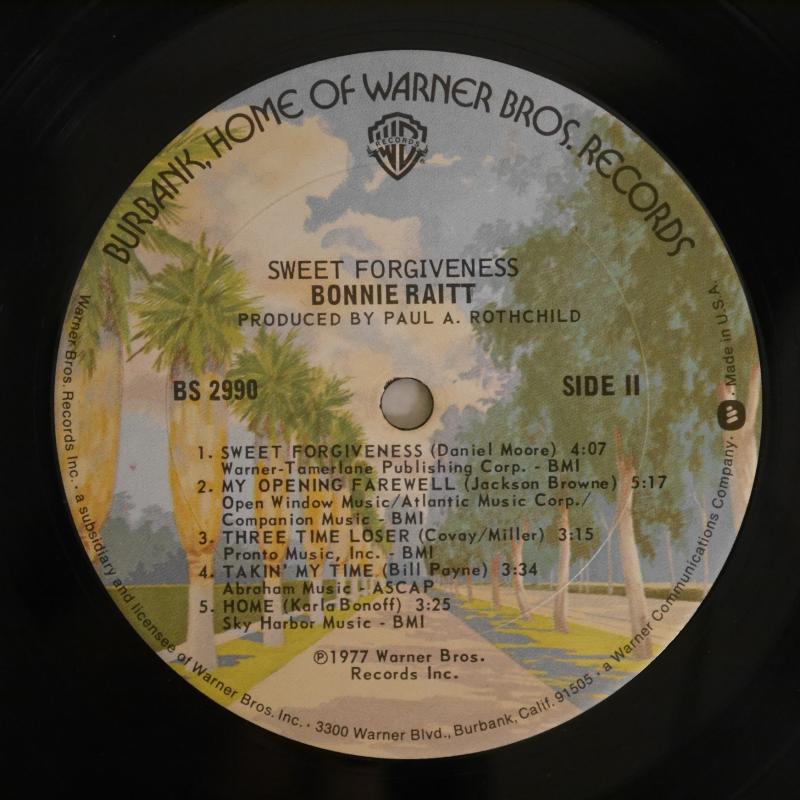 BURBANK, HOME OF WARNER BROS. RECORDS
WB
RECORDS
SWEET FORGIVENESS
BONNIE RAITT
PRODUCED BY PAUL A. ROTHCHILD
BS 2990
SIDE II
1. SWEET FORGIVENESS (Daniel Moore) 4:07
Warner-Tamerlane Publishing Corp. - BMI
2. MY OPENING FAREWELL (Jackson Browne) 5:17
Open Window Music/Atlantic Music Corp./
Companion Music - BMI
3. THREE TIME LOSER (Covay/Miller) 3:15
Pronto Music, Inc. - BMI
4. TAKIN' MY TIME (Bill Payne) 3:34
Abraham Music - ASCAP
5. HOME (Karla Bonoff) 3:25
Sky Harbor Music - BMI
℗1977 Warner Bros.
Records Inc.
Warner Bros. Records Inc. · a subsidiary and licensee of Warner Bros. Inc. · 3300 Warner Blvd., Burbank, Calif. 91505 · a Warner Communications Company. · Made in U.S.A.